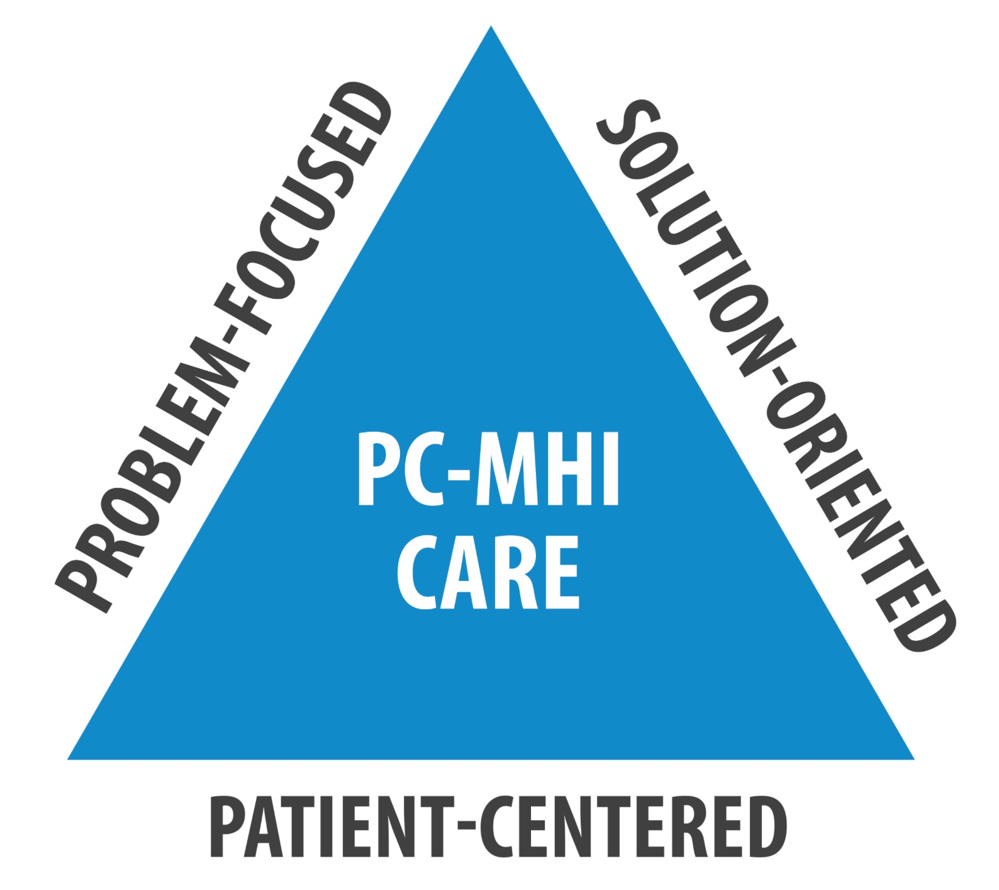 PROBLEM-FOCUSED
SOLUTION-ORIENTED
PC-MHI
CARE
PATIENT-CENTERED